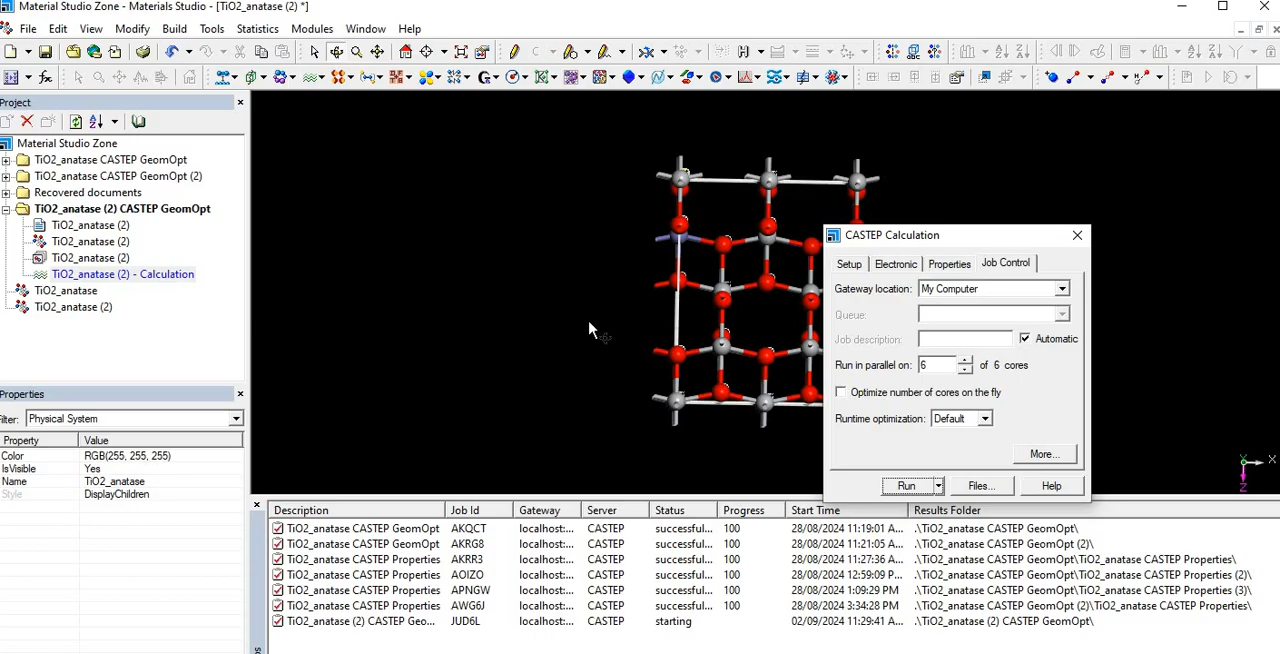 Material Studio Zone - Materials Studio - [TiO2_anatase (2) *]
File Edit View Modify Build Tools Statistics Modules Window Help
Project
Material Studio Zone
TiO2_anatase CASTEP GeomOpt
TiO2_anatase CASTEP GeomOpt (2)
Recovered documents
TiO2_anatase (2) CASTEP GeomOpt
TiO2_anatase (2)
TiO2_anatase (2)
TiO2_anatase (2)
TiO2_anatase (2) - Calculation
TiO2_anatase
TiO2_anatase (2)
Properties
Filter: Physical System
Property Value
Color RGB(255, 255, 255)
IsVisible Yes
Name TiO2_anatase
Style DisplayChildren
CASTEP Calculation
Setup Electronic Properties Job Control
Gateway location: My Computer
Queue:
Job description: Automatic
Run in parallel on: 6 of 6 cores
Optimize number of cores on the fly
Runtime optimization: Default
More...
Run Files... Help
X
Z
Description Job Id Gateway Server Status Progress Start Time Results Folder
TiO2_anatase CASTEP GeomOpt AKQCT localhost:... CASTEP successful... 100 28/08/2024 11:19:01 A... .\TiO2_anatase CASTEP GeomOpt\
TiO2_anatase CASTEP GeomOpt AKRG8 localhost:... CASTEP successful... 100 28/08/2024 11:21:05 A... .\TiO2_anatase CASTEP GeomOpt (2)\
TiO2_anatase CASTEP Properties AKRR3 localhost:... CASTEP successful... 100 28/08/2024 11:27:36 A... .\TiO2_anatase CASTEP GeomOpt\TiO2_anatase CASTEP Properties\
TiO2_anatase CASTEP Properties AOIZO localhost:... CASTEP successful... 100 28/08/2024 12:59:09 P... .\TiO2_anatase CASTEP GeomOpt\TiO2_anatase CASTEP Properties (2)\
TiO2_anatase CASTEP Properties APNGW localhost:... CASTEP successful... 100 28/08/2024 1:09:29 PM .\TiO2_anatase CASTEP GeomOpt\TiO2_anatase CASTEP Properties (3)\
TiO2_anatase CASTEP Properties AWG6J localhost:... CASTEP successful... 100 28/08/2024 3:34:28 PM .\TiO2_anatase CASTEP GeomOpt (2)\TiO2_anatase CASTEP Properties\
TiO2_anatase (2) CASTEP Geo... JUD6L localhost:... CASTEP starting 02/09/2024 11:29:41 A... .\TiO2_anatase (2) CASTEP GeomOpt\